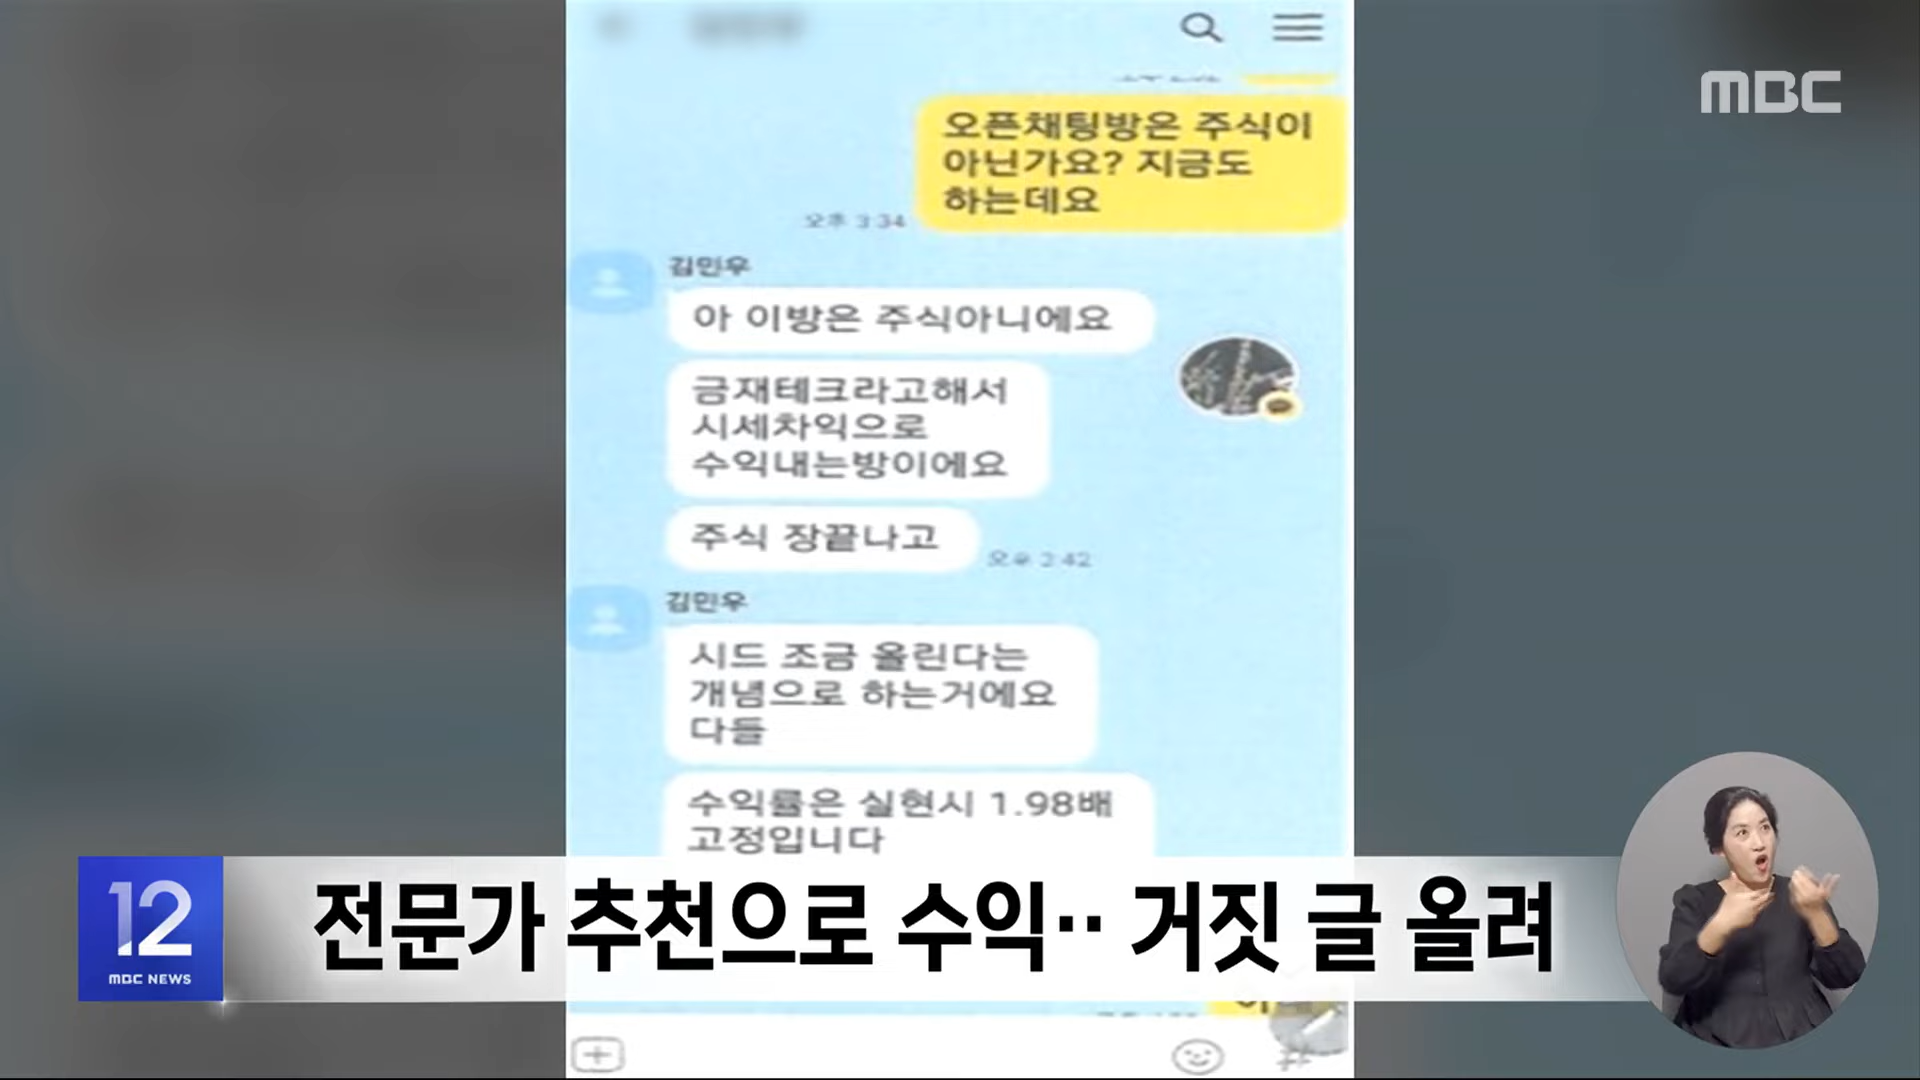 MBC
오픈채팅방은 주식이
아닌가요? 지금도
하는데요
오후 3:34
김민우
아 이방은 주식아니에요
금재테크라고해서
시세차익으로
수익내는방이에요
주식 장끝나고
김민우
시드 조금 올린다는
개념으로 하는거에요
다들
수익률은 실현시 1.98배
고정입니다
12
MBC NEWS
전문가 추천으로 수익‥ 거짓 글 올려
#